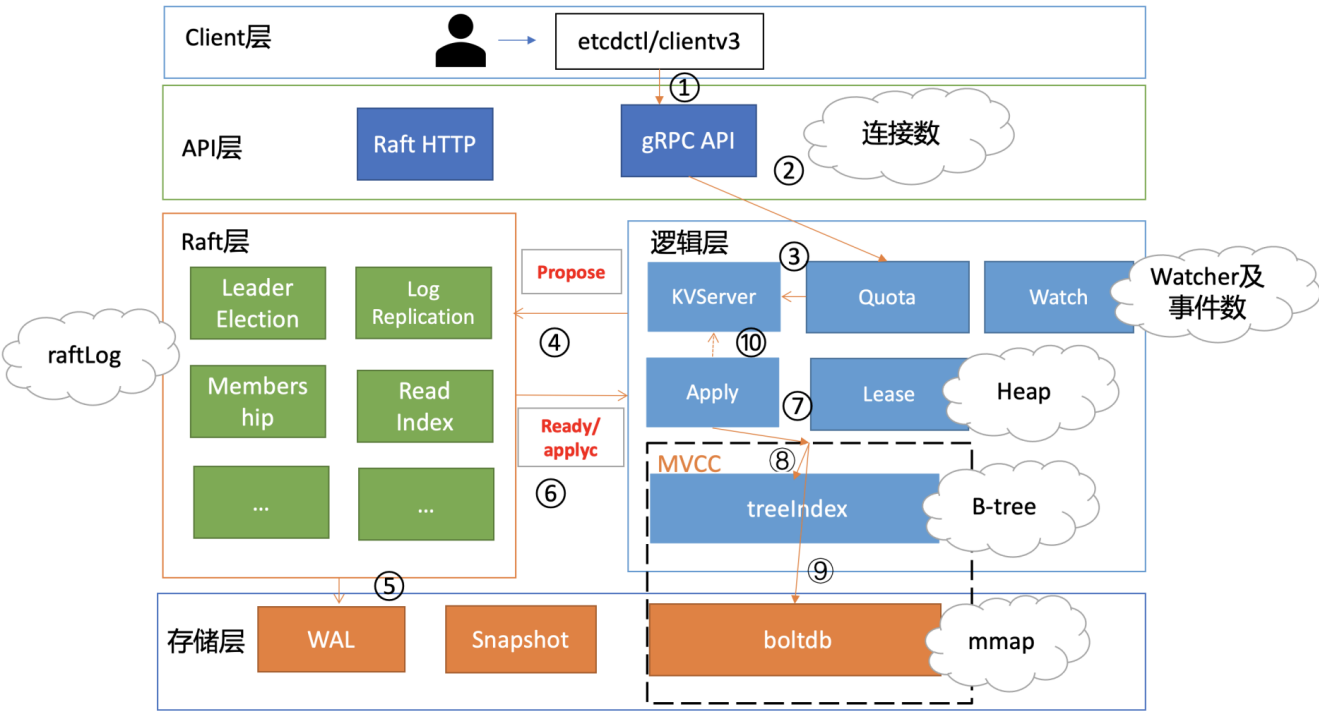 Client层
etcdctl/clientv3
①
API层
Raft HTTP
gRPC API
连接数
②
Raft层
逻辑层
Propose
③
Leader
Election
Log
Replication
KVServer
Quota
Watch
Watcher及
事件数
raftLog
④
⑩
Members
hip
Read
Index
Apply
Lease
Heap
⑦
Ready/
applyc
⑥
MVCC
⑧
treeIndex
B-tree
...
...
⑤
⑨
存储层
WAL
Snapshot
boltdb
mmap